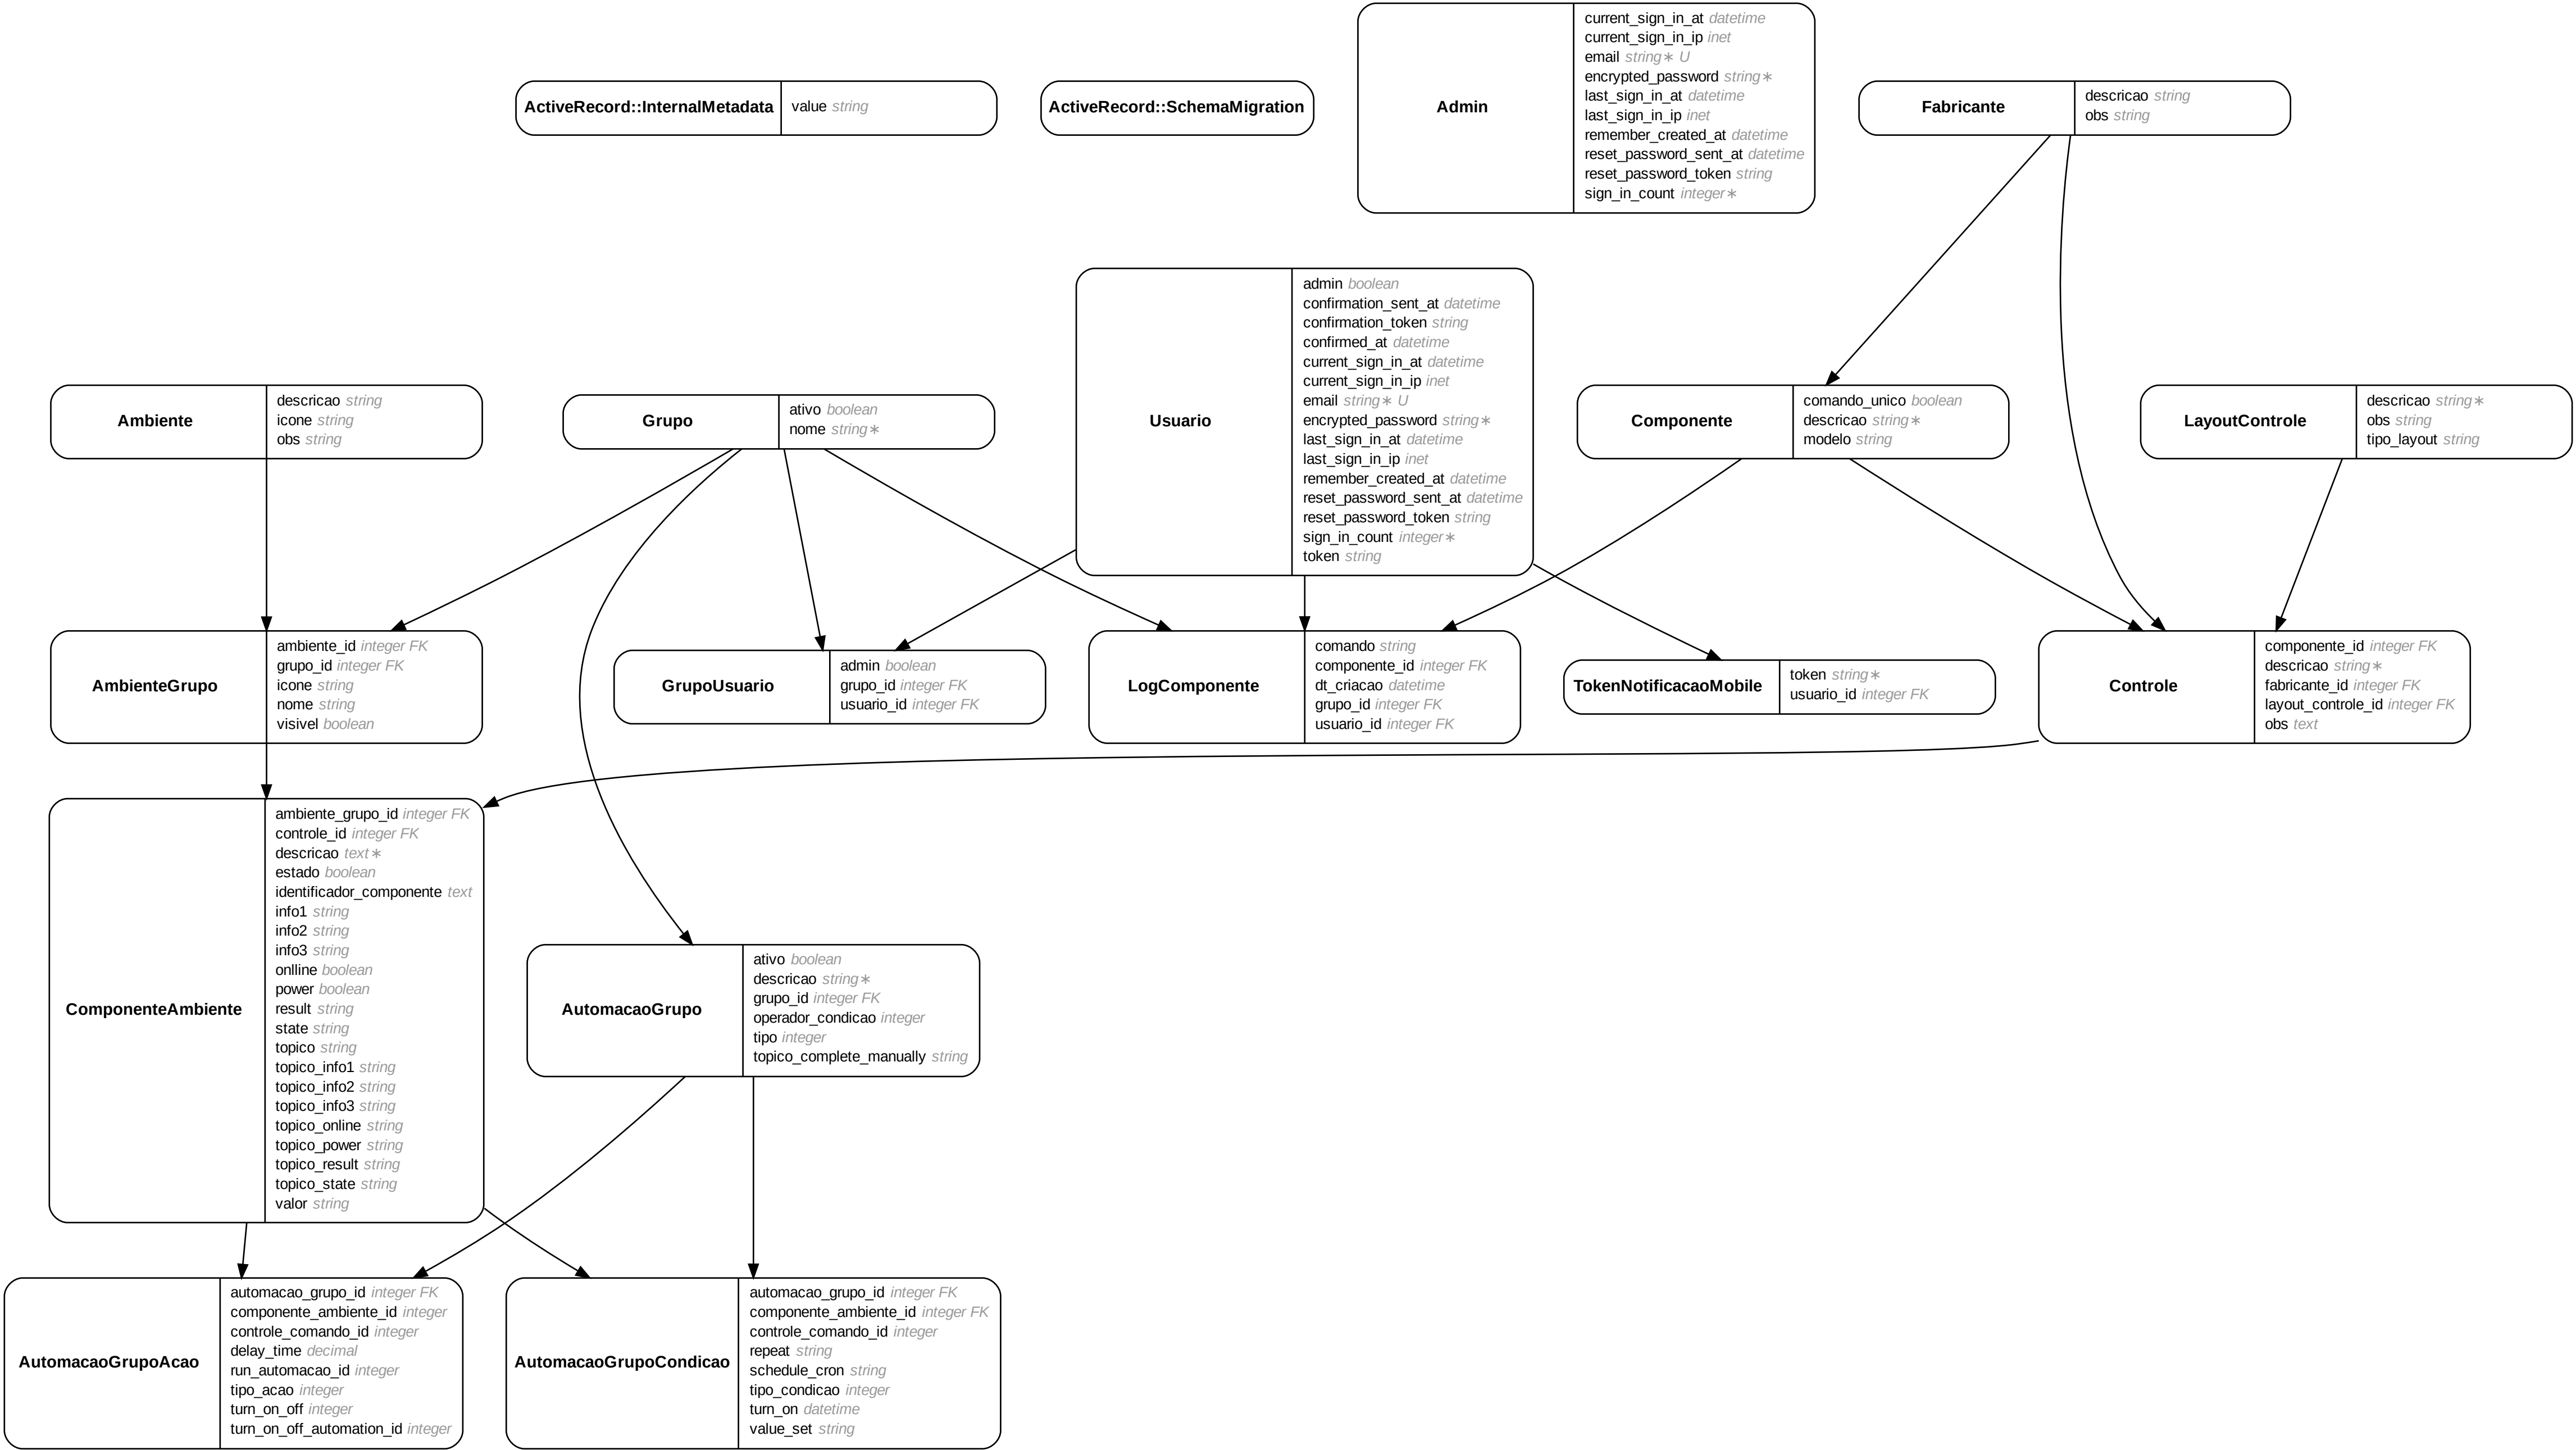 ActiveRecord::InternalMetadata
value string
ActiveRecord::SchemaMigration
Admin
current_sign_in_at datetime
current_sign_in_ip inet
email string∗ U
encrypted_password string∗
last_sign_in_at datetime
last_sign_in_ip inet
remember_created_at datetime
reset_password_sent_at datetime
reset_password_token string
sign_in_count integer∗
Fabricante
descricao string
obs string
Ambiente
descricao string
icone string
obs string
Grupo
ativo boolean
nome string∗
Usuario
admin boolean
confirmation_sent_at datetime
confirmation_token string
confirmed_at datetime
current_sign_in_at datetime
current_sign_in_ip inet
email string∗ U
encrypted_password string∗
last_sign_in_at datetime
last_sign_in_ip inet
remember_created_at datetime
reset_password_sent_at datetime
reset_password_token string
sign_in_count integer∗
token string
Componente
comando_unico boolean
descricao string∗
modelo string
LayoutControle
descricao string∗
obs string
tipo_layout string
AmbienteGrupo
ambiente_id integer FK
grupo_id integer FK
icone string
nome string
visivel boolean
GrupoUsuario
admin boolean
grupo_id integer FK
usuario_id integer FK
LogComponente
comando string
componente_id integer FK
dt_criacao datetime
grupo_id integer FK
usuario_id integer FK
TokenNotificacaoMobile
token string∗
usuario_id integer FK
Controle
componente_id integer FK
descricao string∗
fabricante_id integer FK
layout_controle_id integer FK
obs text
ComponenteAmbiente
ambiente_grupo_id integer FK
controle_id integer FK
descricao text∗
estado boolean
identificador_componente text
info1 string
info2 string
info3 string
onlline boolean
power boolean
result string
state string
topico string
topico_info1 string
topico_info2 string
topico_info3 string
topico_online string
topico_power string
topico_result string
topico_state string
valor string
AutomacaoGrupo
ativo boolean
descricao string∗
grupo_id integer FK
operador_condicao integer
tipo integer
topico_complete_manually string
AutomacaoGrupoAcao
automacao_grupo_id integer FK
componente_ambiente_id integer
controle_comando_id integer
delay_time decimal
run_automacao_id integer
tipo_acao integer
turn_on_off integer
turn_on_off_automation_id integer
AutomacaoGrupoCondicao
automacao_grupo_id integer FK
componente_ambiente_id integer FK
controle_comando_id integer
repeat string
schedule_cron string
tipo_condicao integer
turn_on datetime
value_set string